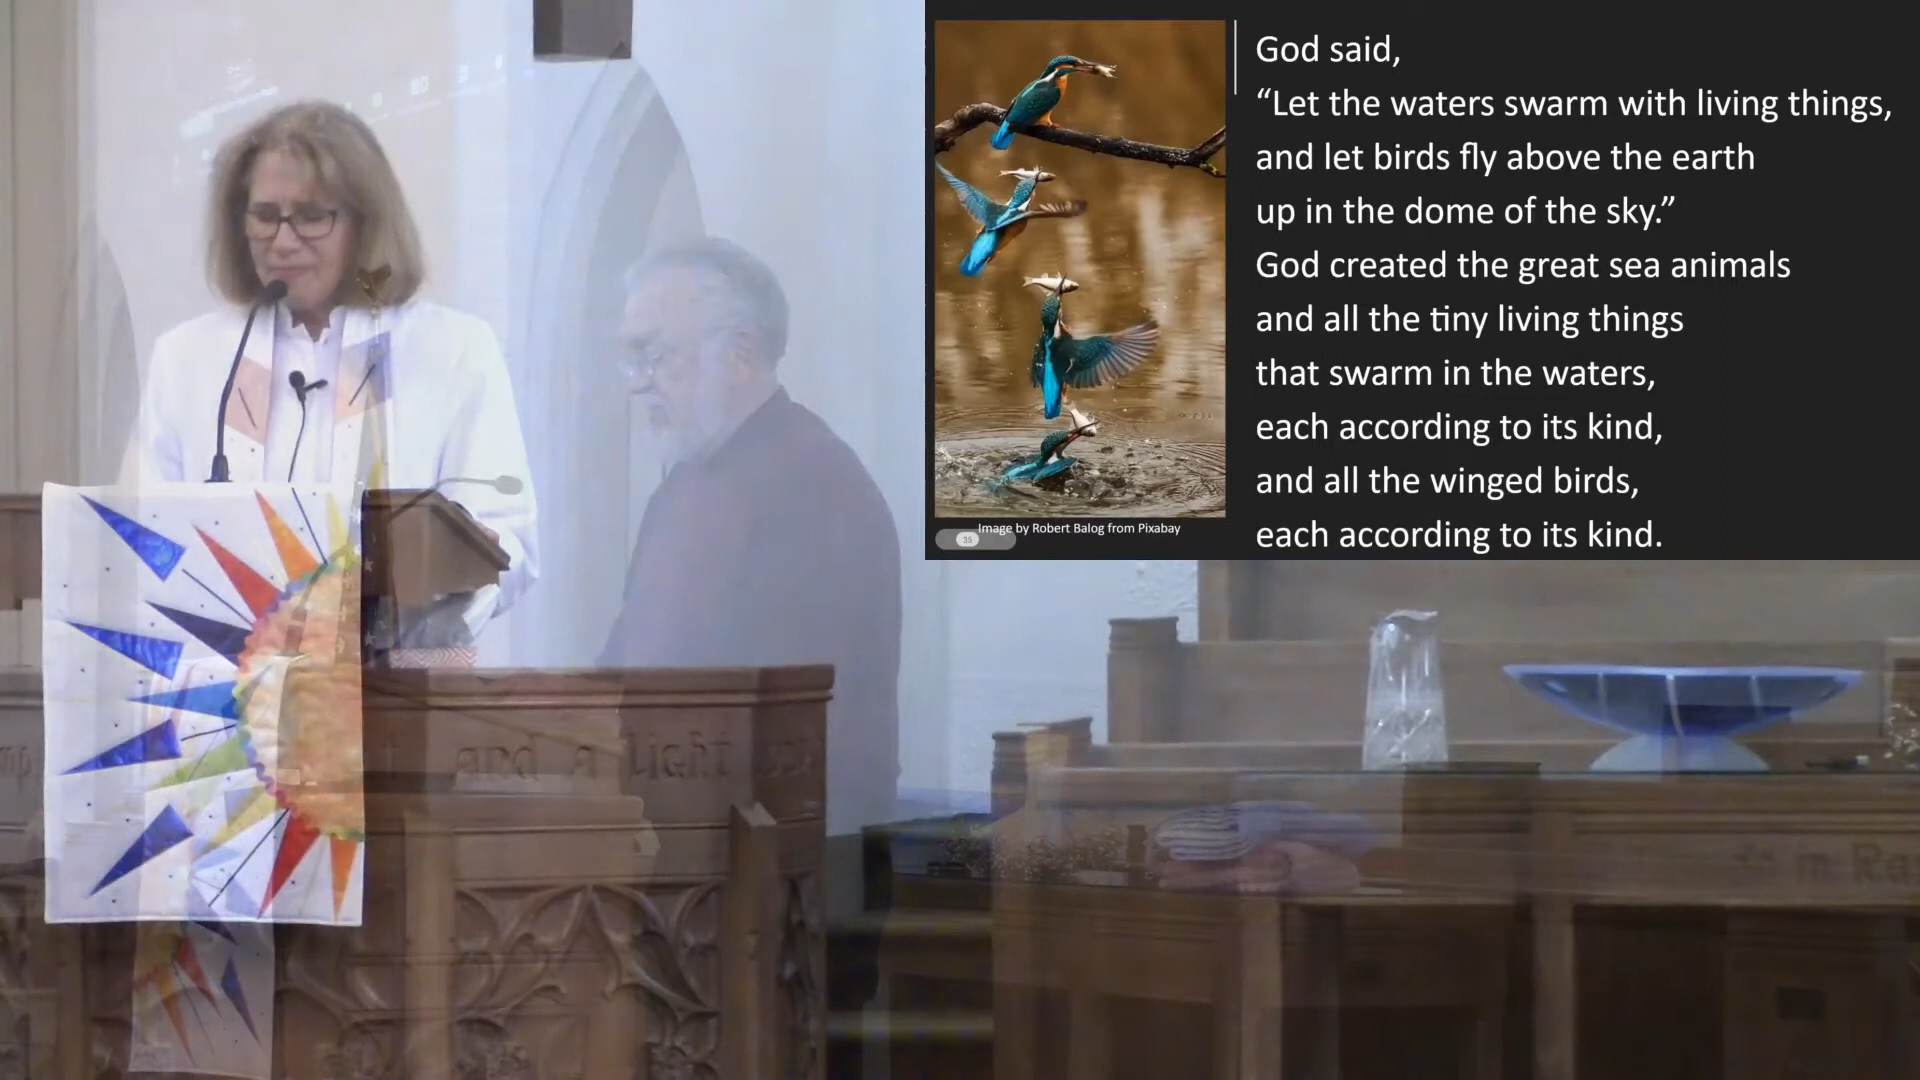 God said,
“Let the waters swarm with living things,
and let birds fly above the earth
up in the dome of the sky.”
God created the great sea animals
and all the tiny living things
that swarm in the waters,
each according to its kind,
and all the winged birds,
each according to its kind.
Image by Robert Balog from Pixabay
35
and a light
in